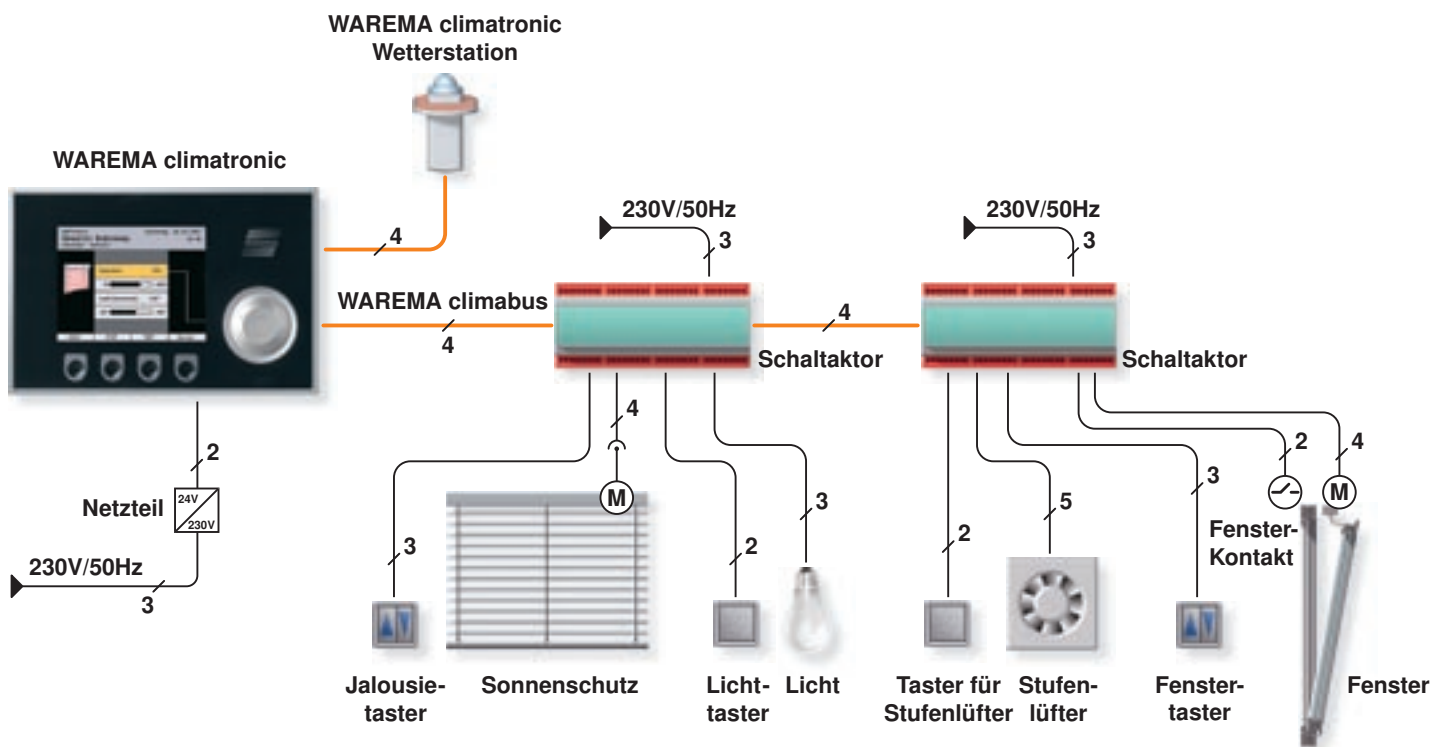 WAREMA climatronic
Wetterstation
WAREMA climatronic
4
230V/50Hz
3
230V/50Hz
3
WAREMA climabus
4
4
Schaltaktor
Schaltaktor
2
Netzteil
24V
230V
230V/50Hz
3
4
M
3
2
3
2
5
3
2
4
M
Fenster-
Kontakt
Jalousie-
taster
Sonnenschutz
Licht-
taster
Licht
Taster für
Stufenlüfter
Stufen-
lüfter
Fenster-
taster
Fenster